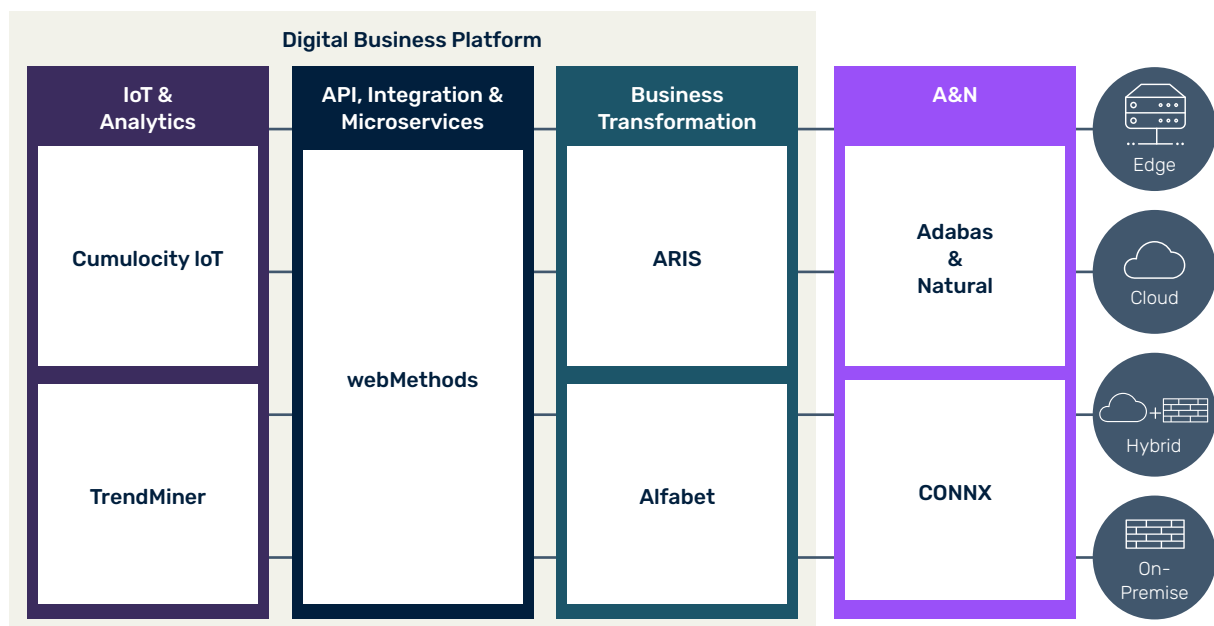 Digital Business Platform
IoT &
Analytics
Cumulocity IoT
TrendMiner
API, Integration &
Microservices
webMethods
Business
Transformation
ARIS
Alfabet
A&N
Adabas
&
Natural
CONNX
Edge
Cloud
Hybrid
On-
Premise